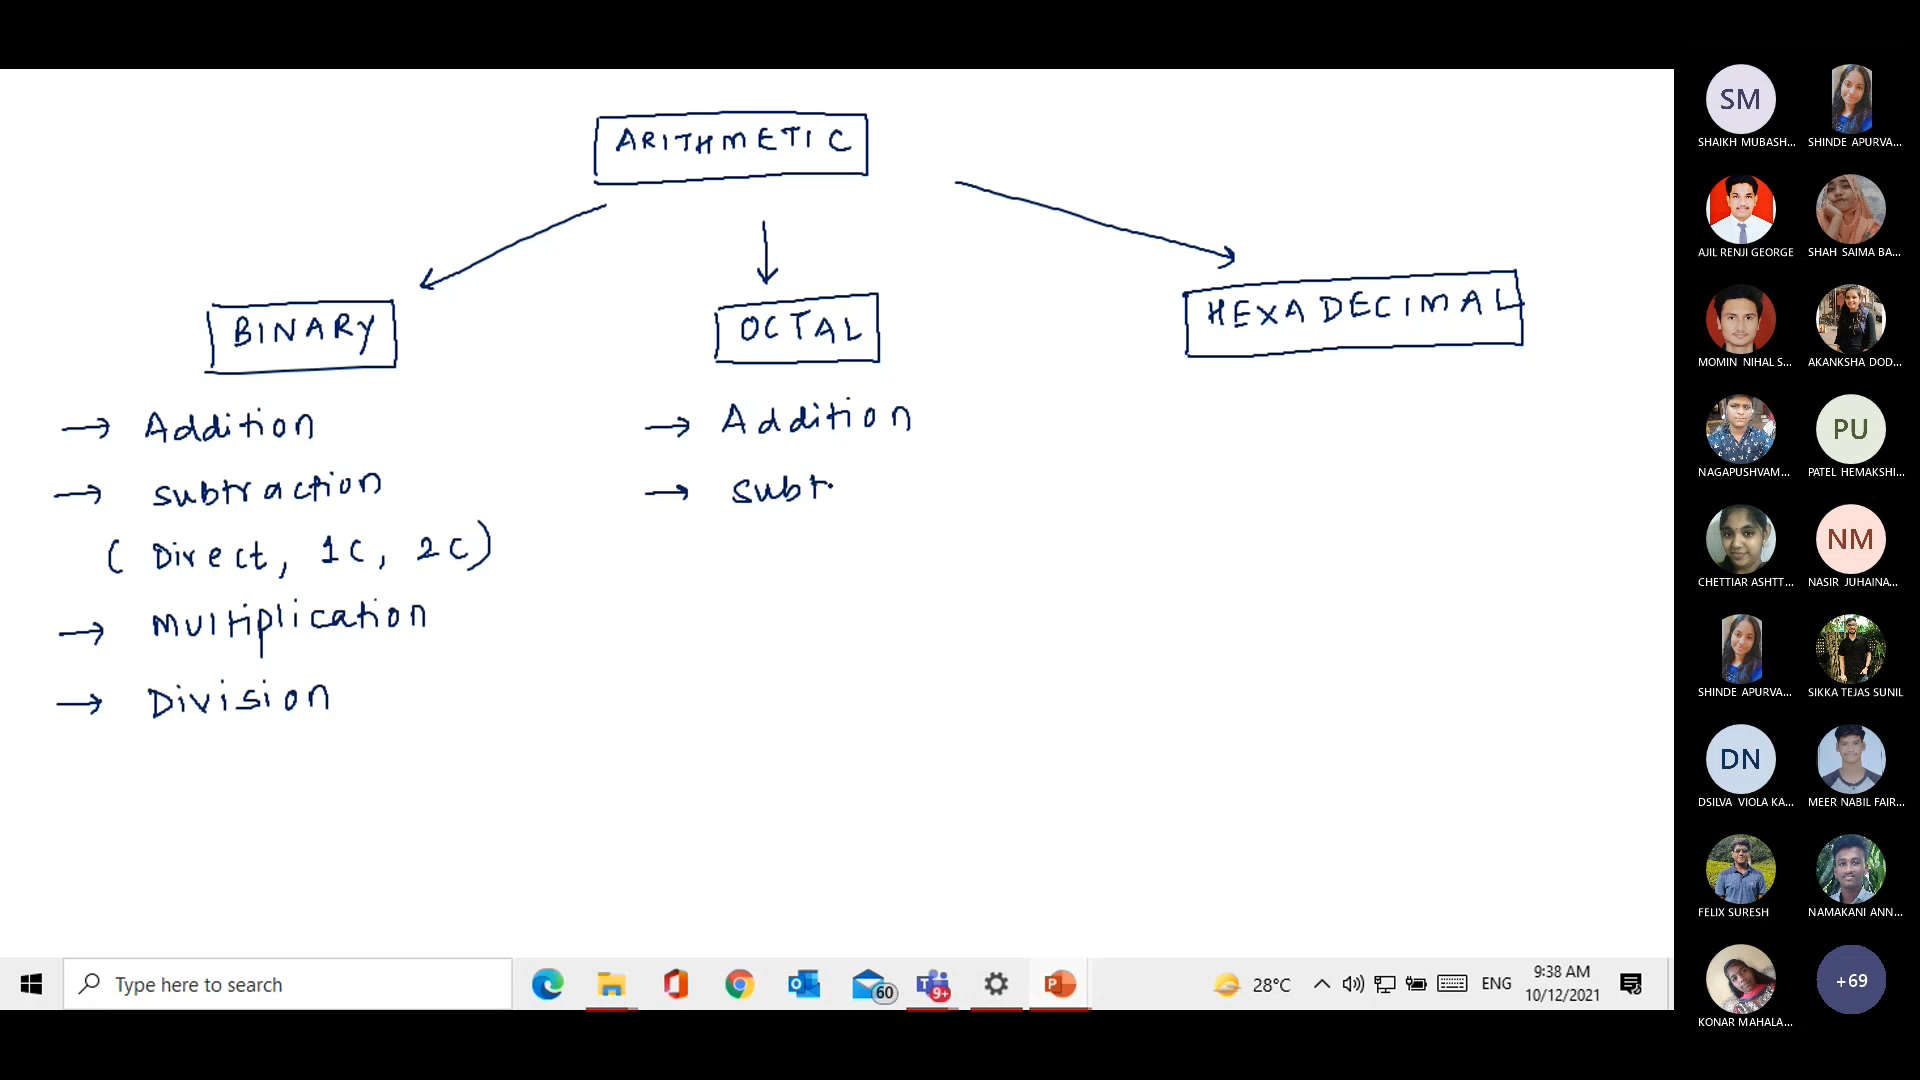 ARITHMETIC
BINARY
OCTAL
HEXADECIMAL
→ Addition
→ Subtraction
( Direct, 1C, 2C)
→ Multiplication
→ Division
→ Addition
→ Subt
SM
SHAIKH MUBASH...
SHINDE APURVA...
AJIL RENJI GEORGE
SHAH SAIMA BA...
MOMIN NIHAL S...
AKANKSHA DOD...
NAGAPUSHVAM...
PU
PATEL HEMAKSHI...
CHETTIAR ASHTT...
NM
NASIR JUHAINA...
SHINDE APURVA...
SIKKA TEJAS SUNIL
DN
DSILVA VIOLA KA...
MEER NABIL FAIR...
FELIX SURESH
NAMAKANI ANN...
KONAR MAHALA...
+69
Type here to search
60
9+
28°C
ENG
9:38 AM
10/12/2021